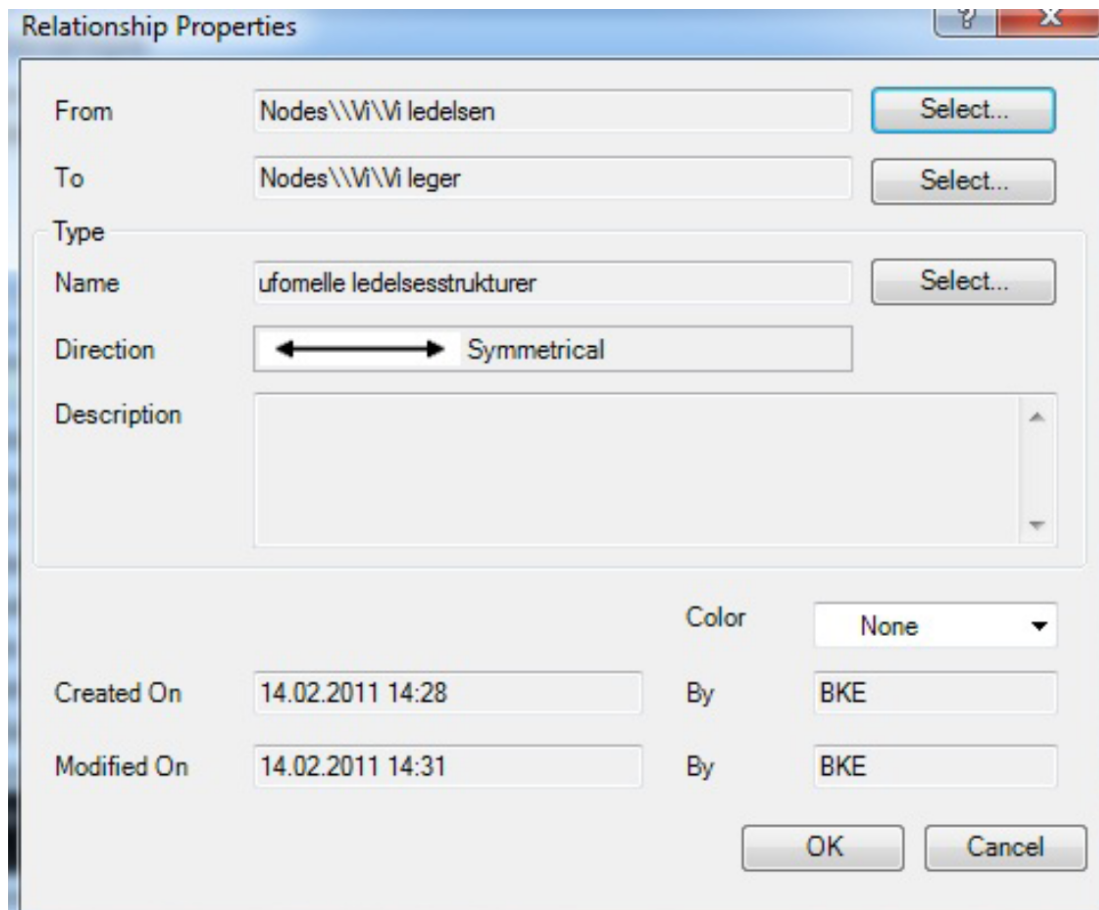 Relationship Properties
? X
From Nodes\\Vi\Vi ledelsen Select...
To Nodes\\Vi\Vi leger Select...
Type
Name ufomelle ledelsesstrukturer Select...
Direction Symmetrical
Description
Color None
Created On 14.02.2011 14:28 By BKE
Modified On 14.02.2011 14:31 By BKE
OK Cancel